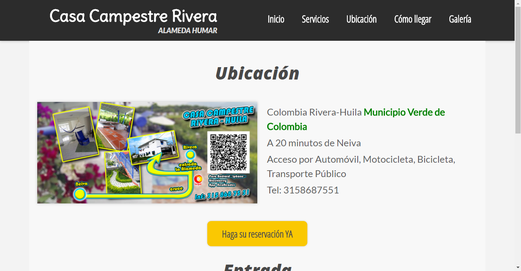 Casa Campestre Rivera
ALAMEDA HUMAR
Inicio Servicios Ubicación Cómo llegar Galería
Ubicación
CASA CAMPESTRE
RIVERA - HUILA
Rivera
Neiva
Colombia Rivera-Huila Municipio Verde de
Colombia
A 20 minutos de Neiva
Acceso por Automóvil, Motocicleta, Bicicleta,
Transporte Público
Tel: 3158687551
Haga su reservación YA
Entrada